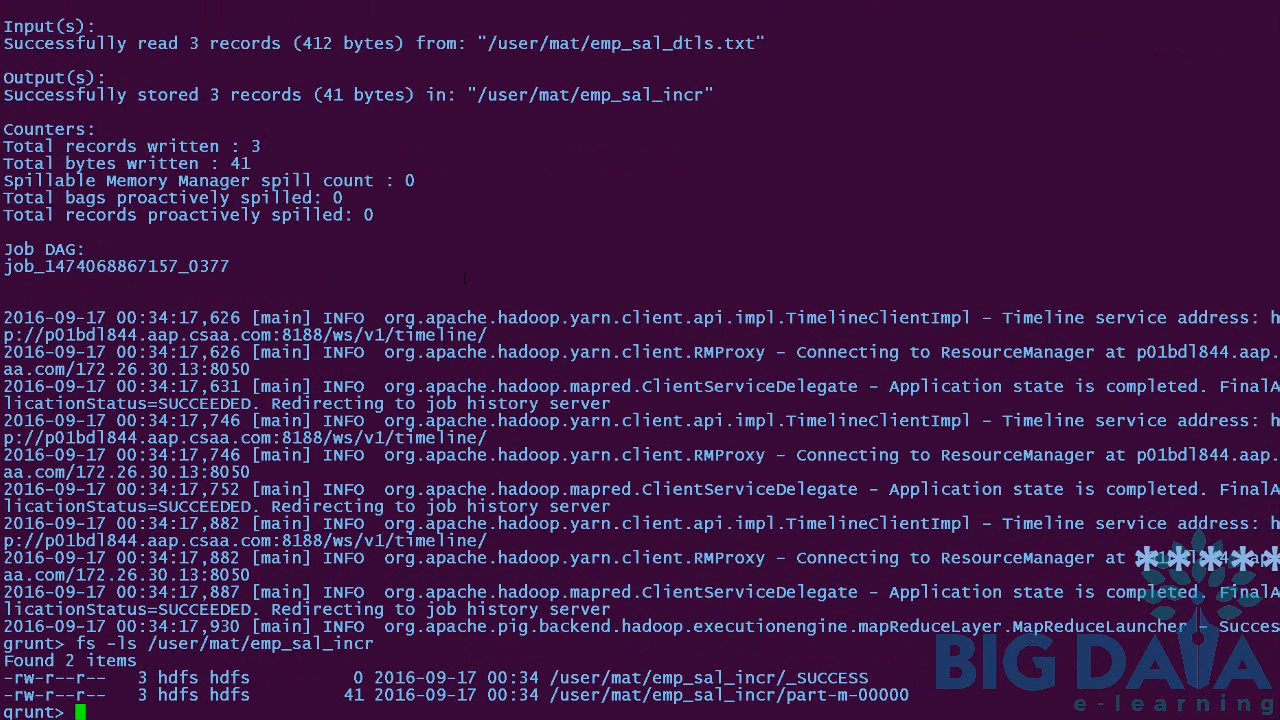 Input(s):
Successfully read 3 records (412 bytes) from: "/user/mat/emp_sal_dtls.txt"
Output(s):
Successfully stored 3 records (41 bytes) in: "/user/mat/emp_sal_incr"
Counters:
Total records written : 3
Total bytes written : 41
Spillable Memory Manager spill count : 0
Total bags proactively spilled: 0
Total records proactively spilled: 0
Job DAG:
job_1474068867157_0377
2016-09-17 00:34:17,626 [main] INFO  org.apache.hadoop.yarn.client.api.impl.TimelineClientImpl - Timeline service address: h
p://p01bdl844.aap.csaa.com:8188/ws/v1/timeline/
2016-09-17 00:34:17,626 [main] INFO  org.apache.hadoop.yarn.client.RMProxy - Connecting to ResourceManager at p01bdl844.aap.
aa.com/172.26.30.13:8050
2016-09-17 00:34:17,631 [main] INFO  org.apache.hadoop.mapred.ClientServiceDelegate - Application state is completed. FinalA
licationStatus=SUCCEEDED. Redirecting to job history server
2016-09-17 00:34:17,746 [main] INFO  org.apache.hadoop.yarn.client.api.impl.TimelineClientImpl - Timeline service address: h
p://p01bdl844.aap.csaa.com:8188/ws/v1/timeline/
2016-09-17 00:34:17,746 [main] INFO  org.apache.hadoop.yarn.client.RMProxy - Connecting to ResourceManager at p01bdl844.aap.
aa.com/172.26.30.13:8050
2016-09-17 00:34:17,752 [main] INFO  org.apache.hadoop.mapred.ClientServiceDelegate - Application state is completed. FinalA
licationStatus=SUCCEEDED. Redirecting to job history server
2016-09-17 00:34:17,882 [main] INFO  org.apache.hadoop.yarn.client.api.impl.TimelineClientImpl - Timeline service address: h
p://p01bdl844.aap.csaa.com:8188/ws/v1/timeline/
2016-09-17 00:34:17,882 [main] INFO  org.apache.hadoop.yarn.client.RMProxy - Connecting to ResourceManager at
aa.com/172.26.30.13:8050
2016-09-17 00:34:17,887 [main] INFO  org.apache.hadoop.mapred.ClientServiceDelegate - Application state is completed. FinalA
licationStatus=SUCCEEDED. Redirecting to job history server
2016-09-17 00:34:17,930 [main] INFO  org.apache.pig.backend.hadoop.executionengine.mapReduceLayer.MapReduceLauncher - Succes
grunt> fs -ls /user/mat/emp_sal_incr
Found 2 items
-rw-r--r--   3 hdfs hdfs          0 2016-09-17 00:34 /user/mat/emp_sal_incr/_SUCCESS
-rw-r--r--   3 hdfs hdfs         41 2016-09-17 00:34 /user/mat/emp_sal_incr/part-m-00000
grunt>
*****
BIG DATA
e-learning